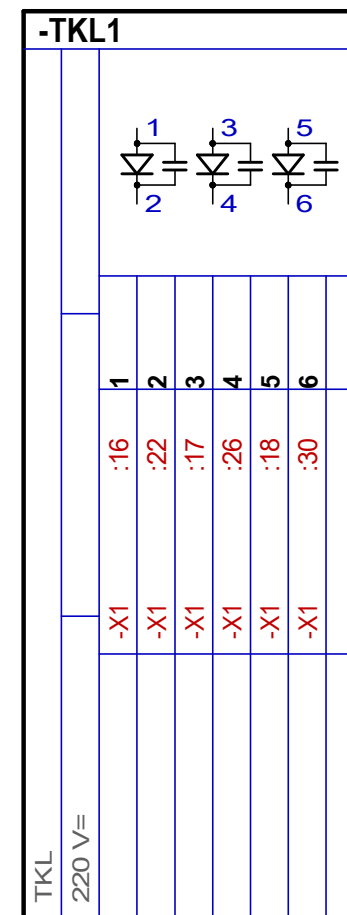 -TKL1
1 3 5
2 4 6
1 2 3 4 5 6
:16 :22 :17 :26 :18 :30
-X1 -X1 -X1 -X1 -X1 -X1
TKL
220 V=